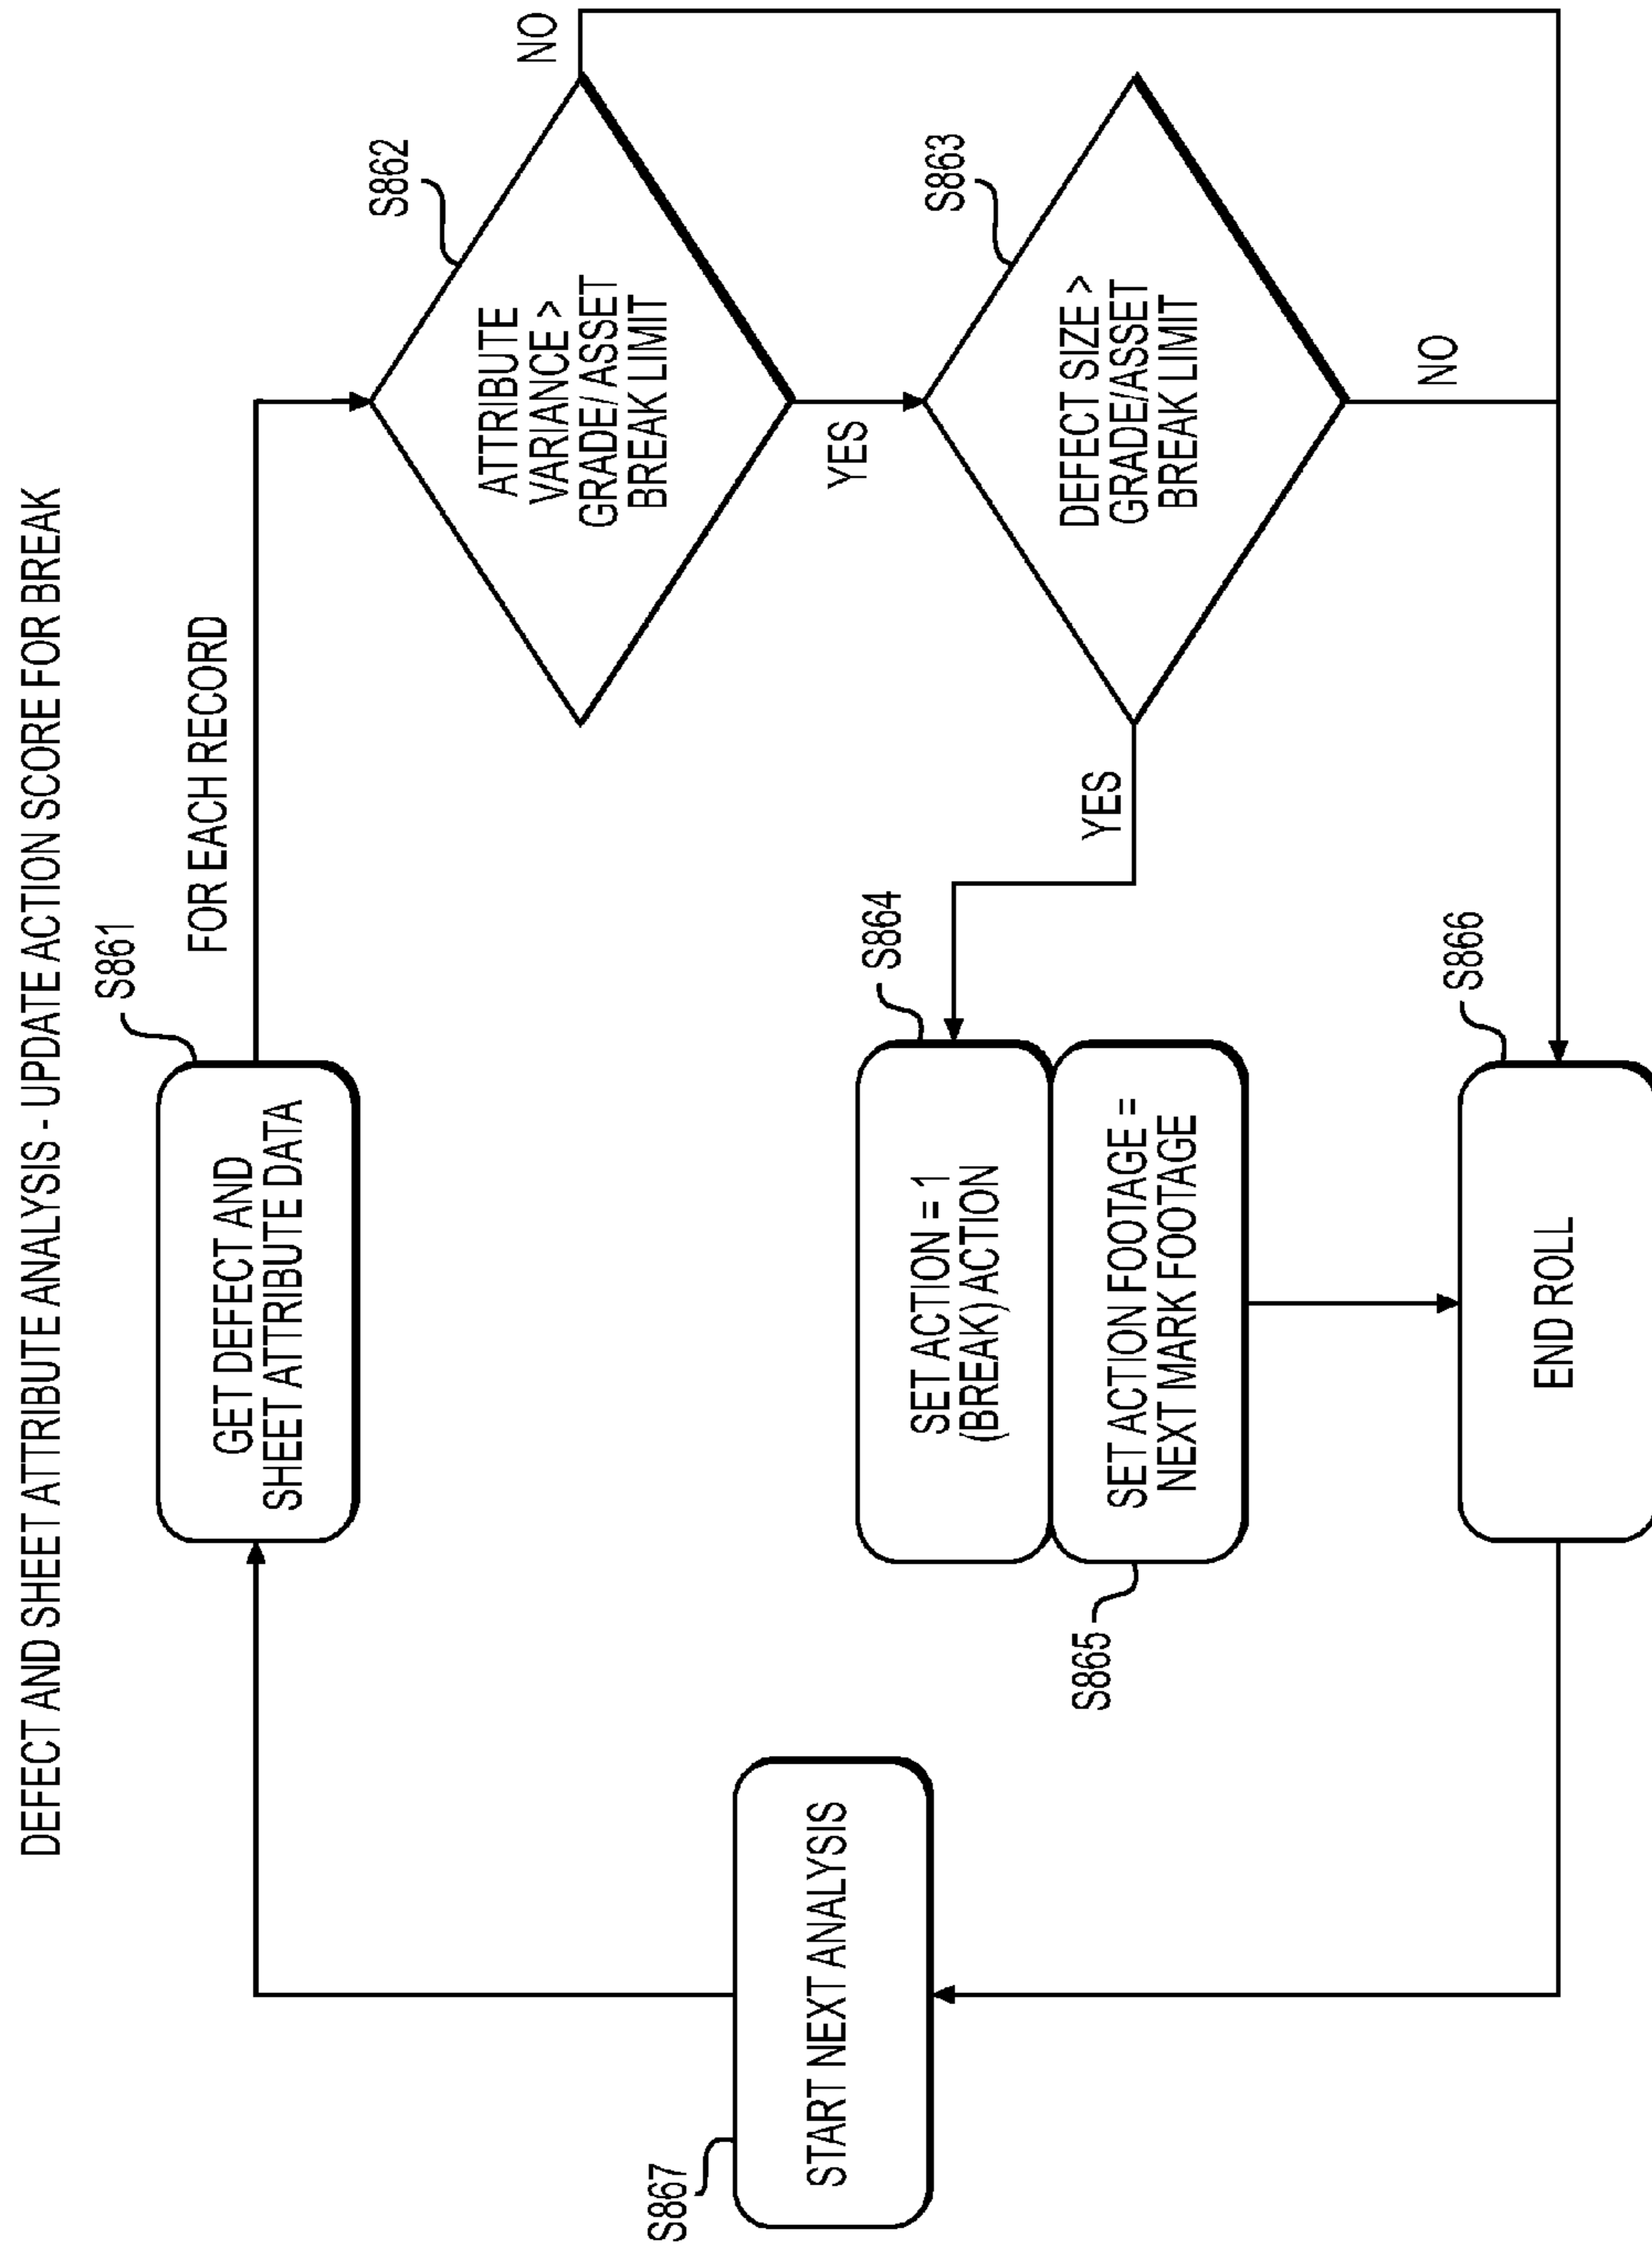 DEFECT AND SHEET ATTRIBUTE ANALYSIS - UPDATE ACTION SCORE FOR BREAK
S861
GET DEFECT AND
SHEET ATTRIBUTE DATA
FOR EACH RECORD
S862
ATTRIBUTE
VARIANCE >
GRADE/ASSET
BREAK LIMIT
NO
YES
S863
DEFECT SIZE >
GRADE/ASSET
BREAK LIMIT
NO
YES
S864
SET ACTION = 1
(BREAK) ACTION
SET ACTION FOOTAGE =
NEXT MARK FOOTAGE
S865
S866
END ROLL
S867
START NEXT ANALYSIS